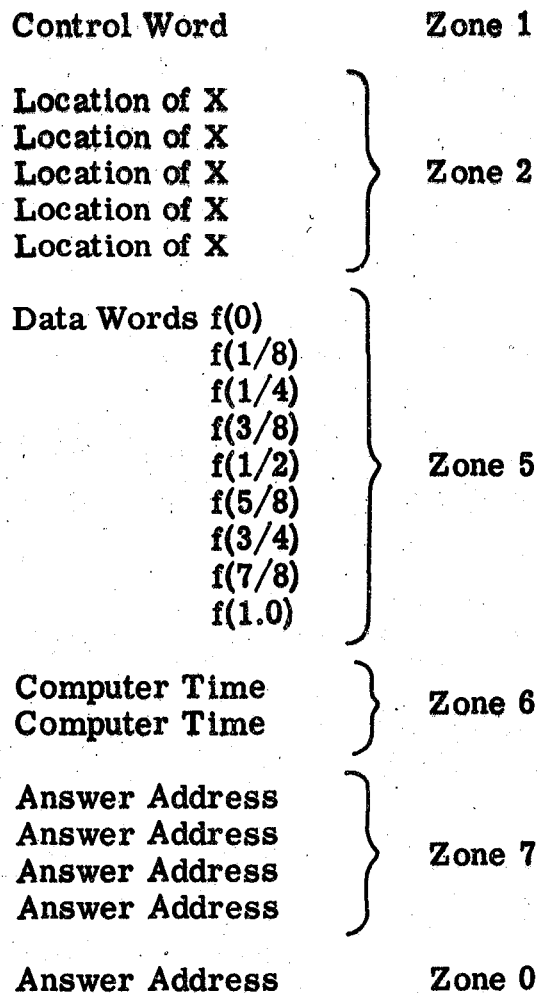 Control Word Zone 1
Location of X
Location of X
Location of X Zone 2
Location of X
Location of X
Data Words f(0)
f(1/8)
f(1/4)
f(3/8)
f(1/2) Zone 5
f(5/8)
f(3/4)
f(7/8)
f(1.0)
Computer Time Zone 6
Computer Time
Answer Address
Answer Address
Answer Address Zone 7
Answer Address
Answer Address Zone 0